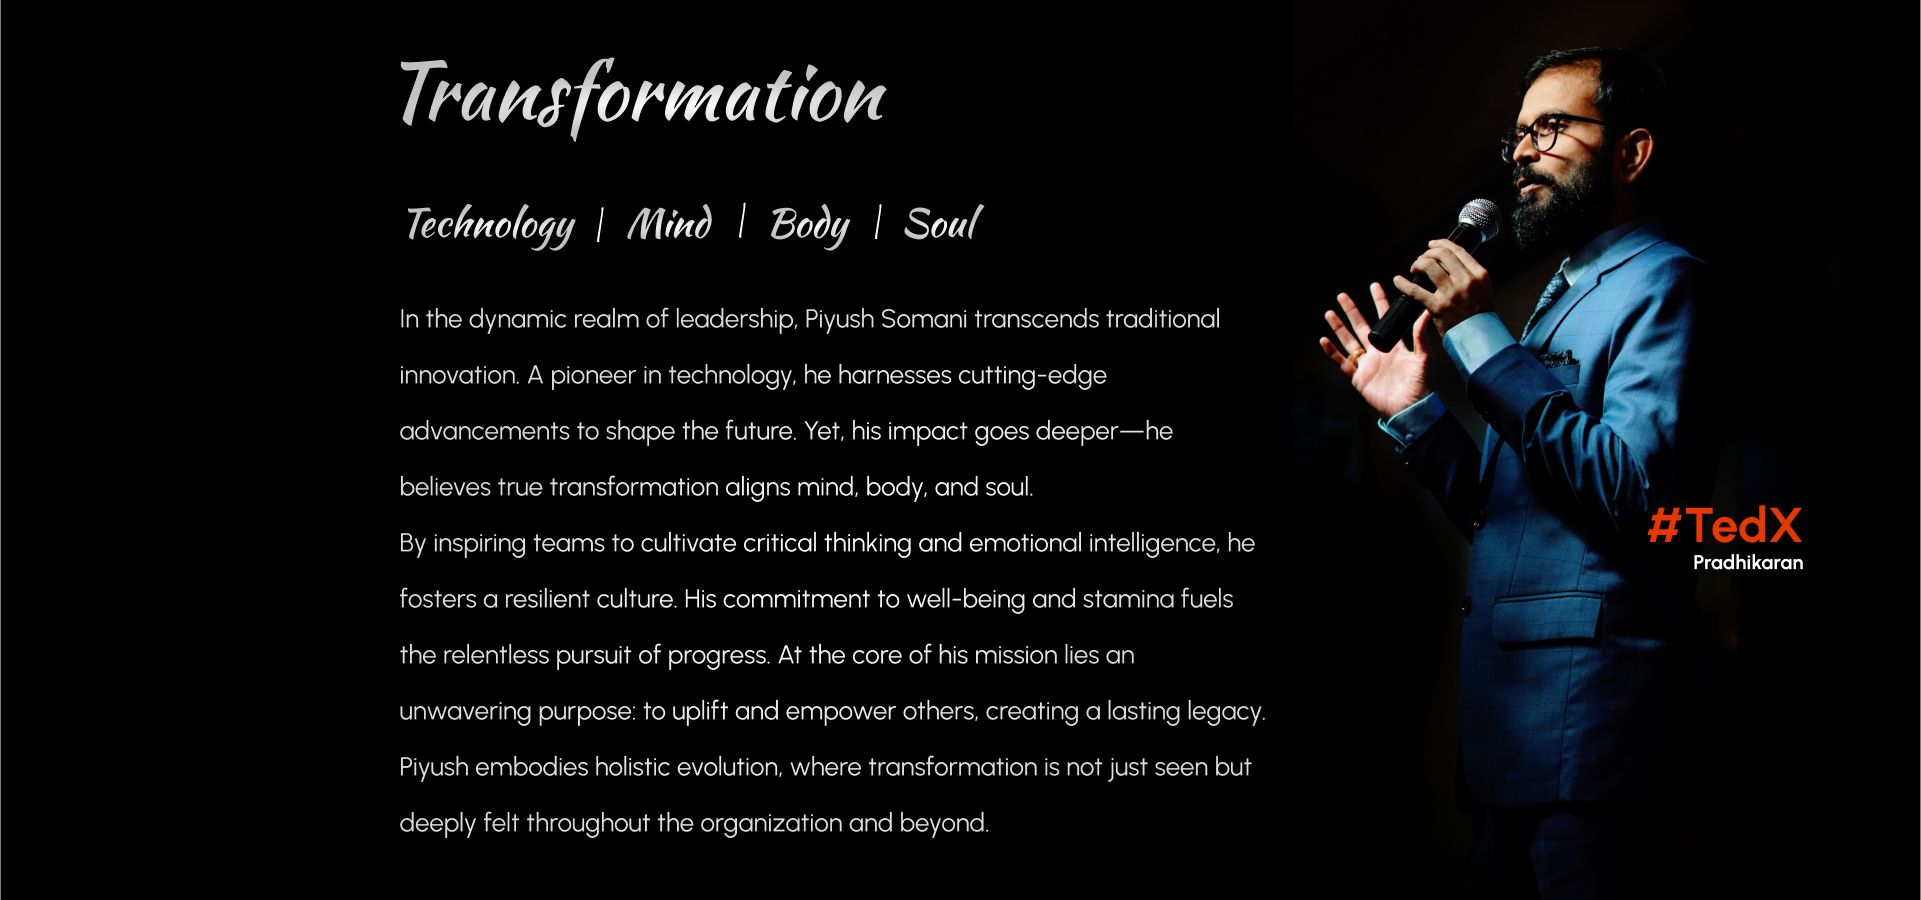 Transformation
Technology | Mind | Body | Soul
In the dynamic realm of leadership, Piyush Somani transcends traditional
innovation. A pioneer in technology, he harnesses cutting-edge
advancements to shape the future. Yet, his impact goes deeper—he
believes true transformation aligns mind, body, and soul.
By inspiring teams to cultivate critical thinking and emotional intelligence, he
fosters a resilient culture. His commitment to well-being and stamina fuels
the relentless pursuit of progress. At the core of his mission lies an
unwavering purpose: to uplift and empower others, creating a lasting legacy.
Piyush embodies holistic evolution, where transformation is not just seen but
deeply felt throughout the organization and beyond.
#TedX
Pradhikaran